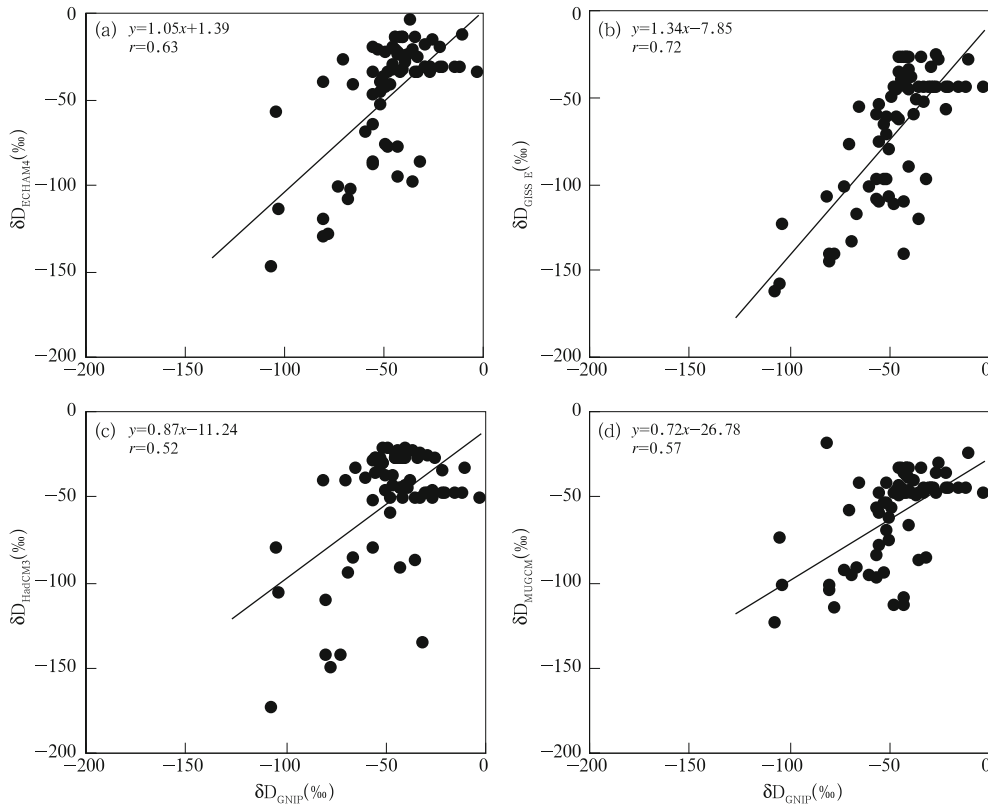 (a) y=1.05x+1.39
r=0.63
0
−50
−100
−150
−200
δD_ECHAM4(‰)
−200
−150
−100
−50
0
(b) y=1.34x−7.85
r=0.72
0
−50
−100
−150
−200
δD_GISS E(‰)
−200
−150
−100
−50
0
(c) y=0.87x−11.24
r=0.52
0
−50
−100
−150
−200
δD_HadCM3(‰)
−200
−150
−100
−50
0
δD_GNIP(‰)
(d) y=0.72x−26.78
r=0.57
0
−50
−100
−150
−200
δD_MUGCM(‰)
−200
−150
−100
−50
0
δD_GNIP(‰)